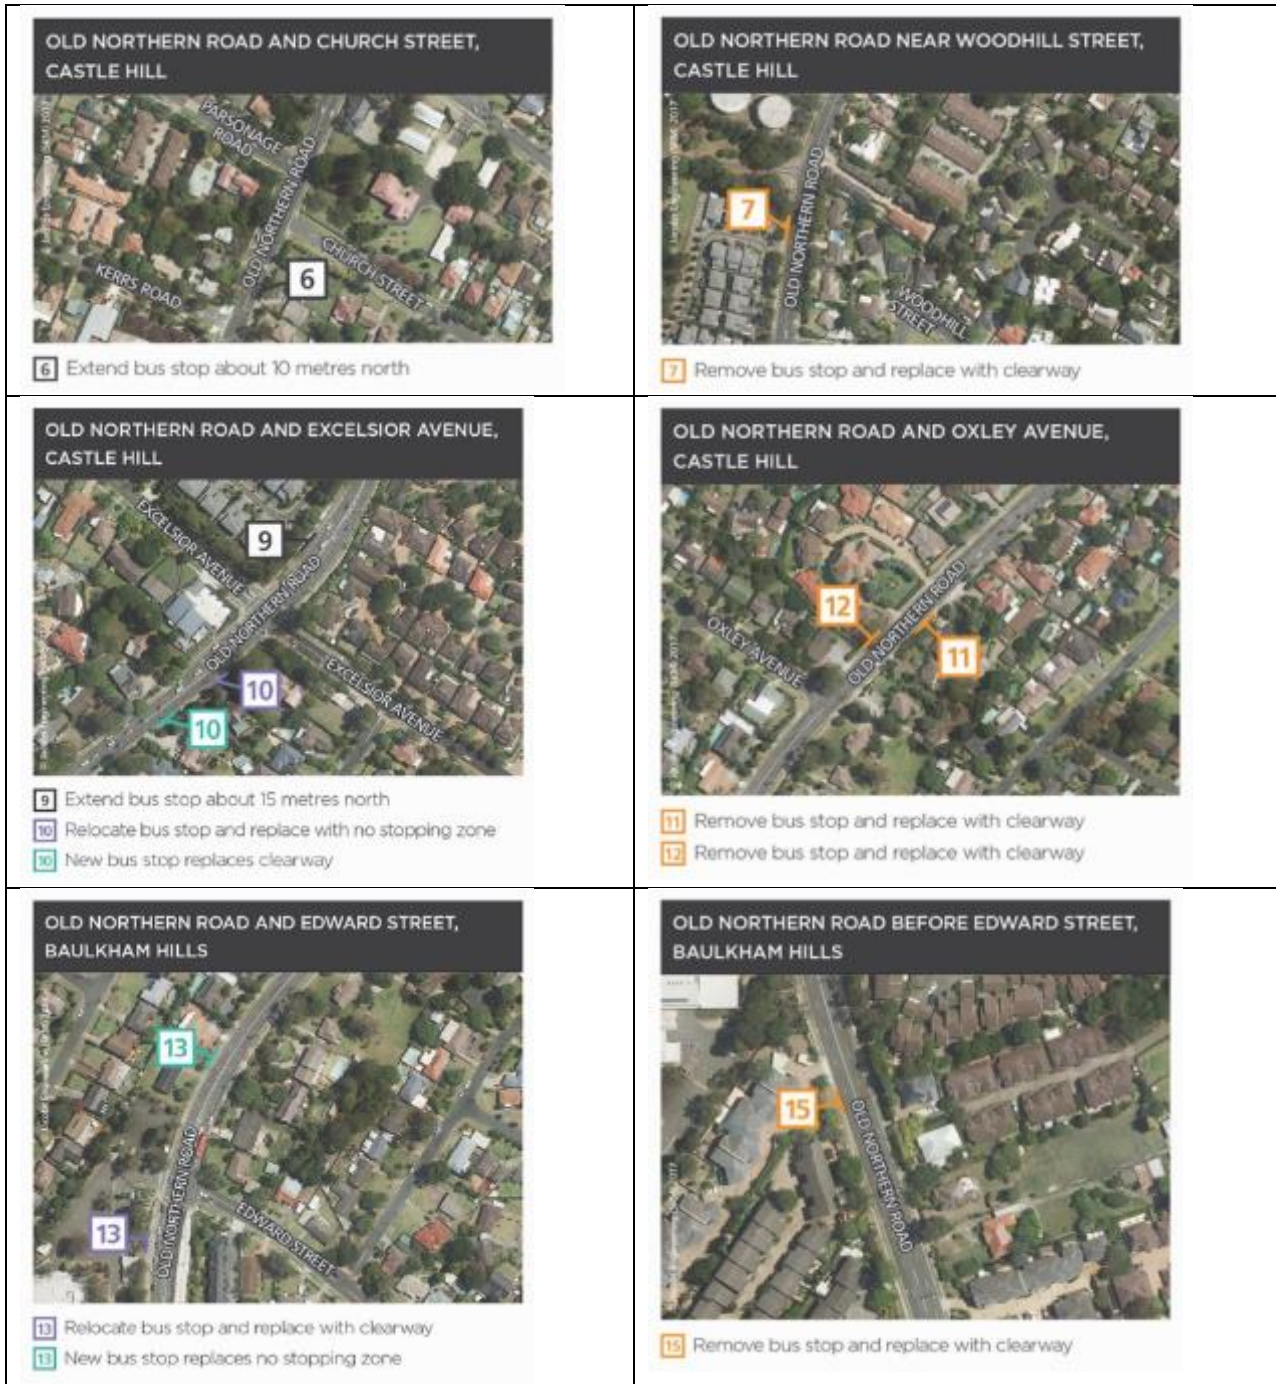 OLD NORTHERN ROAD AND CHURCH STREET,
CASTLE HILL
PARSONAGE
ROAD
OLD NORTHERN ROAD
CHURCH STREET
KERRS ROAD
6
6 Extend bus stop about 10 metres north
OLD NORTHERN ROAD NEAR WOODHILL STREET,
CASTLE HILL
7
OLD NORTHERN ROAD
WOODHILL
STREET
7 Remove bus stop and replace with clearway
OLD NORTHERN ROAD AND EXCELSIOR AVENUE,
CASTLE HILL
EXCELSIOR AVENUE
9
OLD NORTHERN ROAD
10
EXCELSIOR AVENUE
10
9 Extend bus stop about 15 metres north
10 Relocate bus stop and replace with no stopping zone
10 New bus stop replaces clearway
OLD NORTHERN ROAD AND OXLEY AVENUE,
CASTLE HILL
12
OLD NORTHERN ROAD
OXLEY AVENUE
11
11 Remove bus stop and replace with clearway
12 Remove bus stop and replace with clearway
OLD NORTHERN ROAD AND EDWARD STREET,
BAULKHAM HILLS
13
OLD NORTHERN ROAD
EDWARD STREET
13
13 Relocate bus stop and replace with clearway
13 New bus stop replaces no stopping zone
OLD NORTHERN ROAD BEFORE EDWARD STREET,
BAULKHAM HILLS
15
OLD NORTHERN ROAD
15 Remove bus stop and replace with clearway